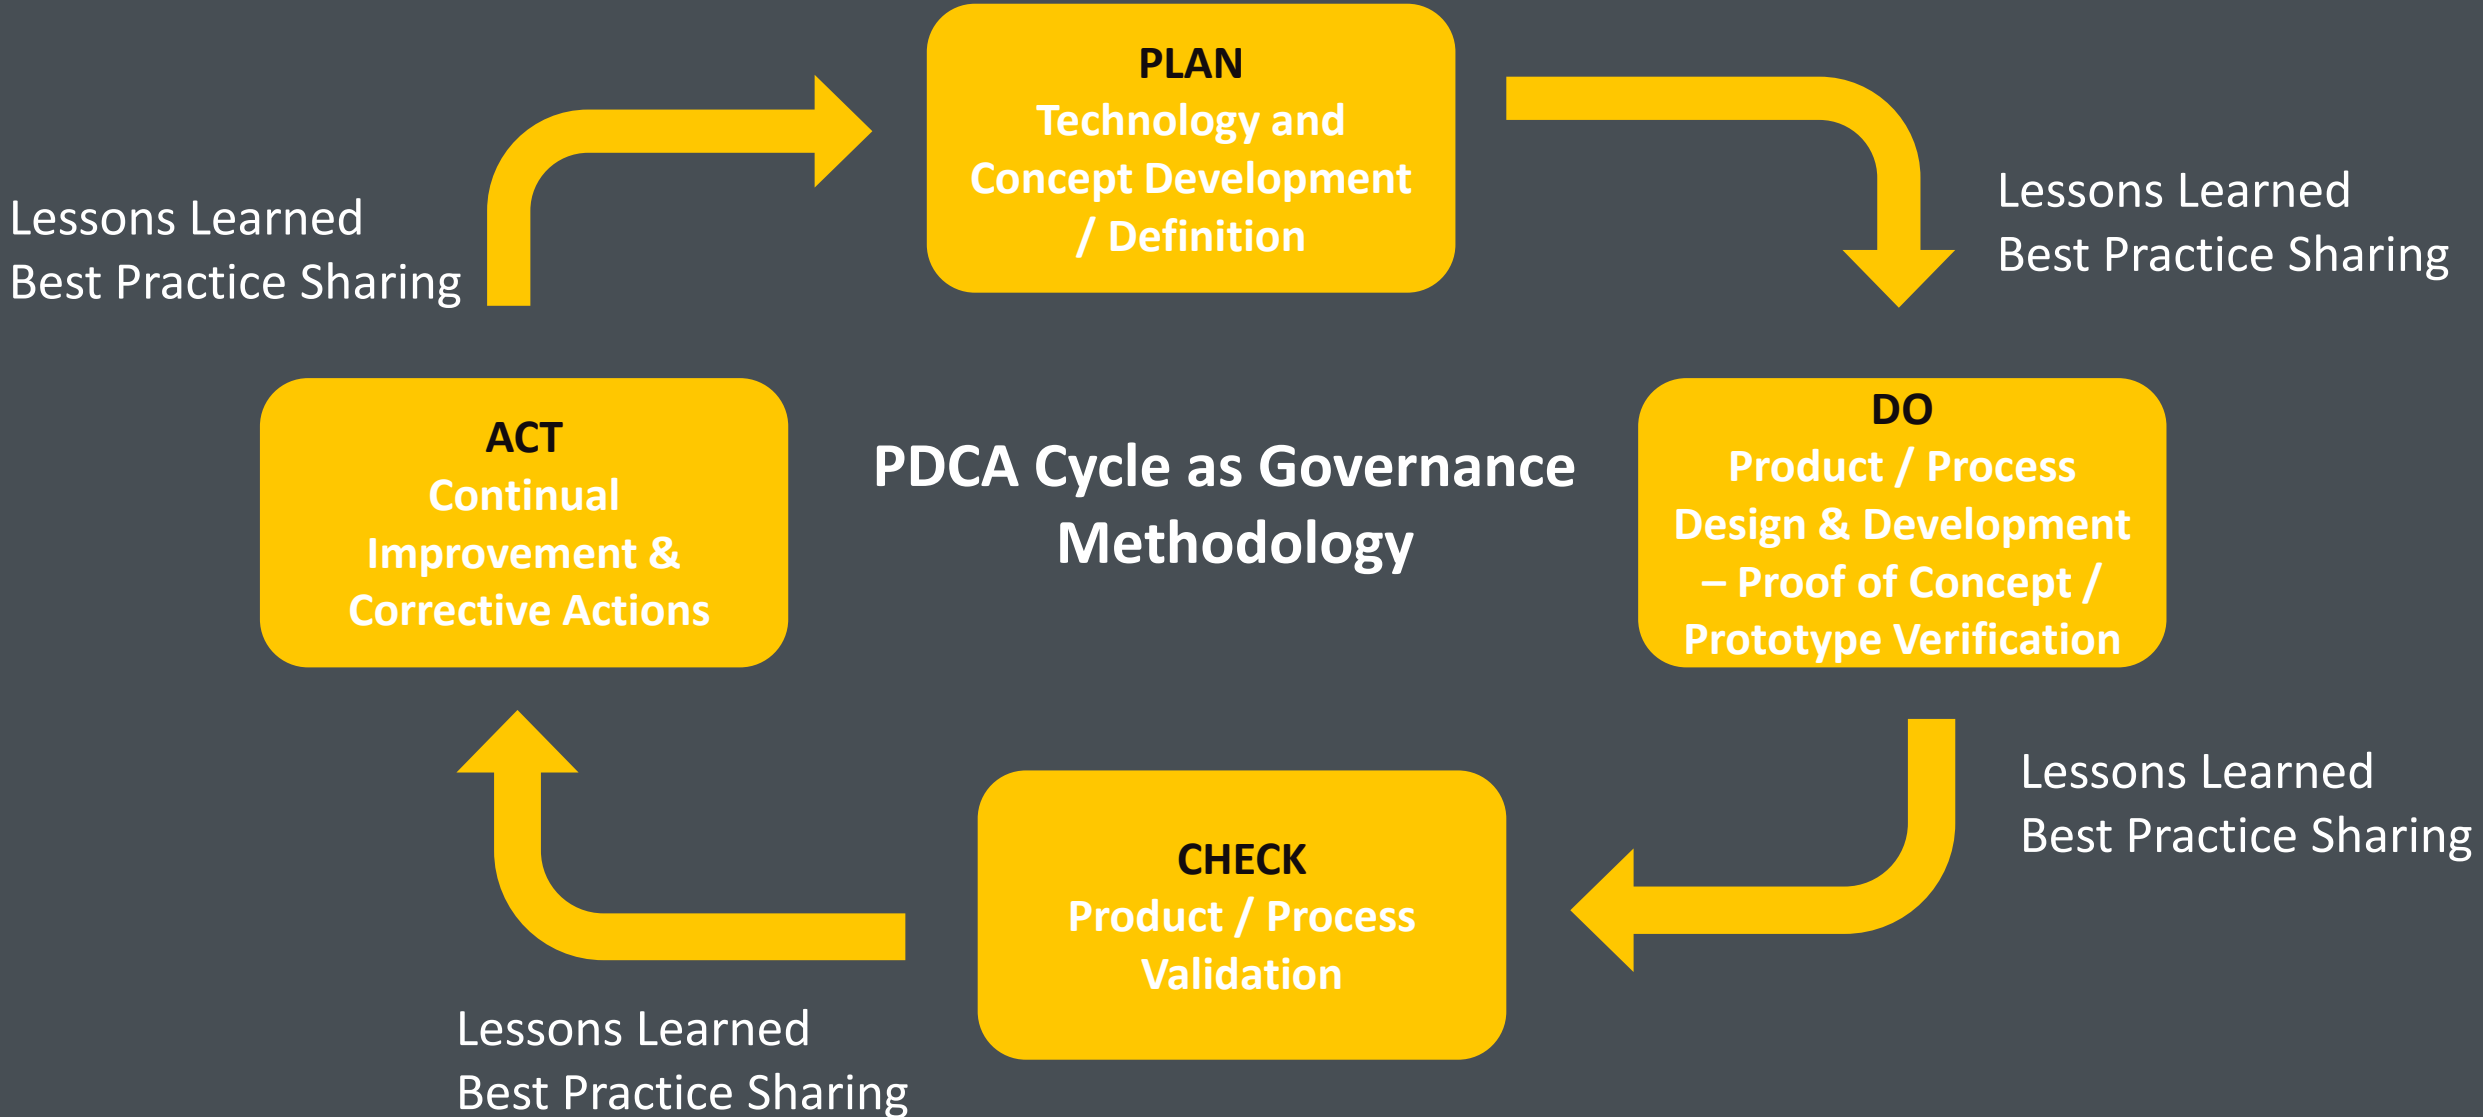 PLAN
Technology and
Concept Development
/ Definition
Lessons Learned
Best Practice Sharing
Lessons Learned
Best Practice Sharing
ACT
Continual
Improvement &
Corrective Actions
PDCA Cycle as Governance
Methodology
DO
Product / Process
Design & Development
– Proof of Concept /
Prototype Verification
Lessons Learned
Best Practice Sharing
CHECK
Product / Process
Validation
Lessons Learned
Best Practice Sharing